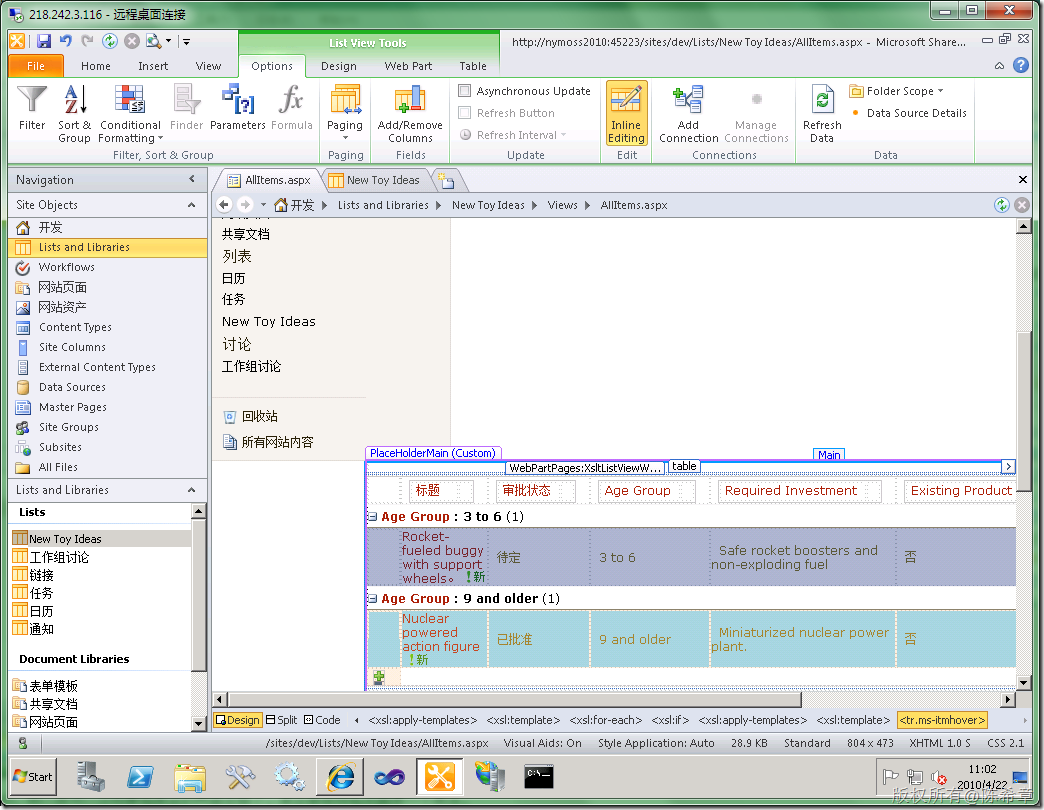 218.242.3.116 - 远程桌面连接
List View Tools
http://nymoss2010:45223/sites/dev/Lists/New Toy Ideas/AllItems.aspx - Microsoft Share...
File Home Insert View Options Design Web Part Table
Filter
Sort & Group
Conditional Formatting
Finder
Parameters
Formula
Filter, Sort & Group
Paging
Paging
Add/Remove Columns
Fields
Asynchronous Update
Refresh Button
Refresh Interval
Update
Inline Editing
Edit
Add Connection
Manage Connections
Connections
Refresh Data
Folder Scope
Data Source Details
Data
Navigation
Site Objects
开发
Lists and Libraries
Workflows
网站页面
网站资产
Content Types
Site Columns
External Content Types
Data Sources
Master Pages
Site Groups
Subsites
All Files
Lists and Libraries
Lists
New Toy Ideas
工作组讨论
链接
任务
日历
通知
Document Libraries
表单模板
共享文档
网站页面
AllItems.aspx New Toy Ideas
开发 Lists and Libraries New Toy Ideas Views AllItems.aspx
共享文档
列表
日历
任务
New Toy Ideas
讨论
工作组讨论
回收站
所有网站内容
PlaceHolderMain (Custom)
Main
WebPartPages:XsltListViewW... table
标题 审批状态 Age Group Required Investment Existing Product
Age Group : 3 to 6 (1)
Rocket-
fueled buggy
with support
wheels。 !新
待定
3 to 6
Safe rocket boosters and
non-exploding fuel
否
Age Group : 9 and older (1)
Nuclear
powered
action figure
!新
已批准
9 and older
Miniaturized nuclear power
plant.
否
Design Split Code <xsl:apply-templates> <xsl:template> <xsl:for-each> <xsl:if> <xsl:apply-templates> <xsl:template> <tr.ms-itmhover>
/sites/dev/Lists/New Toy Ideas/AllItems.aspx Visual Aids: On Style Application: Auto 28.9 KB Standard 804 x 473 XHTML 1.0 S CSS 2.1
Start
C:\
11:02
2010/4/22
版权所有@陈希章